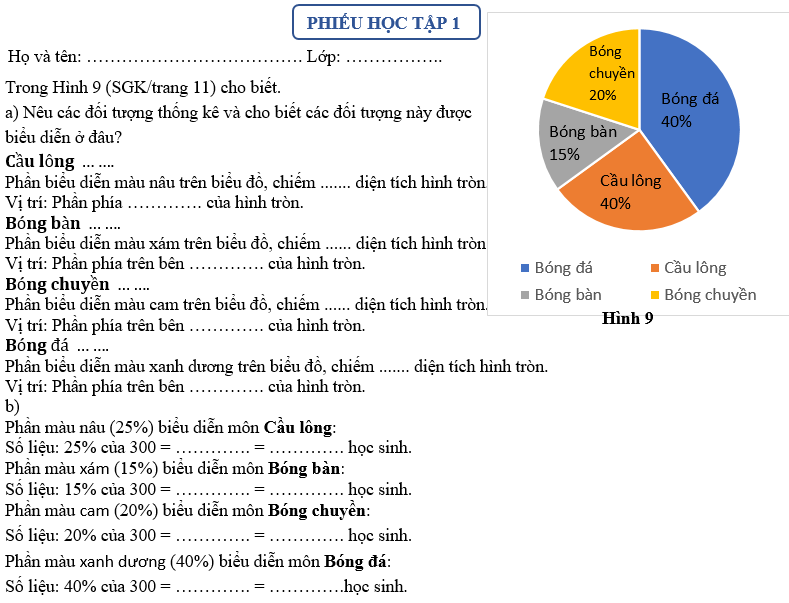 PHIẾU HỌC TẬP 1
Họ và tên: ………………………………. Lớp: ……………..
Trong Hình 9 (SGK/trang 11) cho biết.
a) Nêu các đối tượng thống kê và cho biết các đối tượng này được
biểu diễn ở đâu?
Cầu lông ... ....
Phần biểu diễn màu nâu trên biểu đồ, chiếm ....... diện tích hình tròn.
Vị trí: Phần phía …………. của hình tròn.
Bóng bàn ... ....
Phần biểu diễn màu xám trên biểu đồ, chiếm ...... diện tích hình tròn
Vị trí: Phần phía trên bên …………. của hình tròn.
Bóng chuyền ... ....
Phần biểu diễn màu cam trên biểu đồ, chiếm ...... diện tích hình tròn.
Vị trí: Phần phía trên bên …………. của hình tròn.
Bóng đá ... ....
Phần biểu diễn màu xanh dương trên biểu đồ, chiếm ....... diện tích hình tròn.
Vị trí: Phần phía trên bên …………. của hình tròn.
b)
Phần màu nâu (25%) biểu diễn môn Cầu lông:
Số liệu: 25% của 300 = …………. = …………. học sinh.
Phần màu xám (15%) biểu diễn môn Bóng bàn:
Số liệu: 15% của 300 = …………. = …………. học sinh.
Phần màu cam (20%) biểu diễn môn Bóng chuyền:
Số liệu: 20% của 300 = …………. = …………. học sinh.
Phần màu xanh dương (40%) biểu diễn môn Bóng đá:
Số liệu: 40% của 300 = …………. = ………….học sinh.
Bóng
chuyền
20%
Bóng đá
40%
Bóng bàn
15%
Cầu lông
40%
Bóng đá Cầu lông
Bóng bàn Bóng chuyền
Hình 9